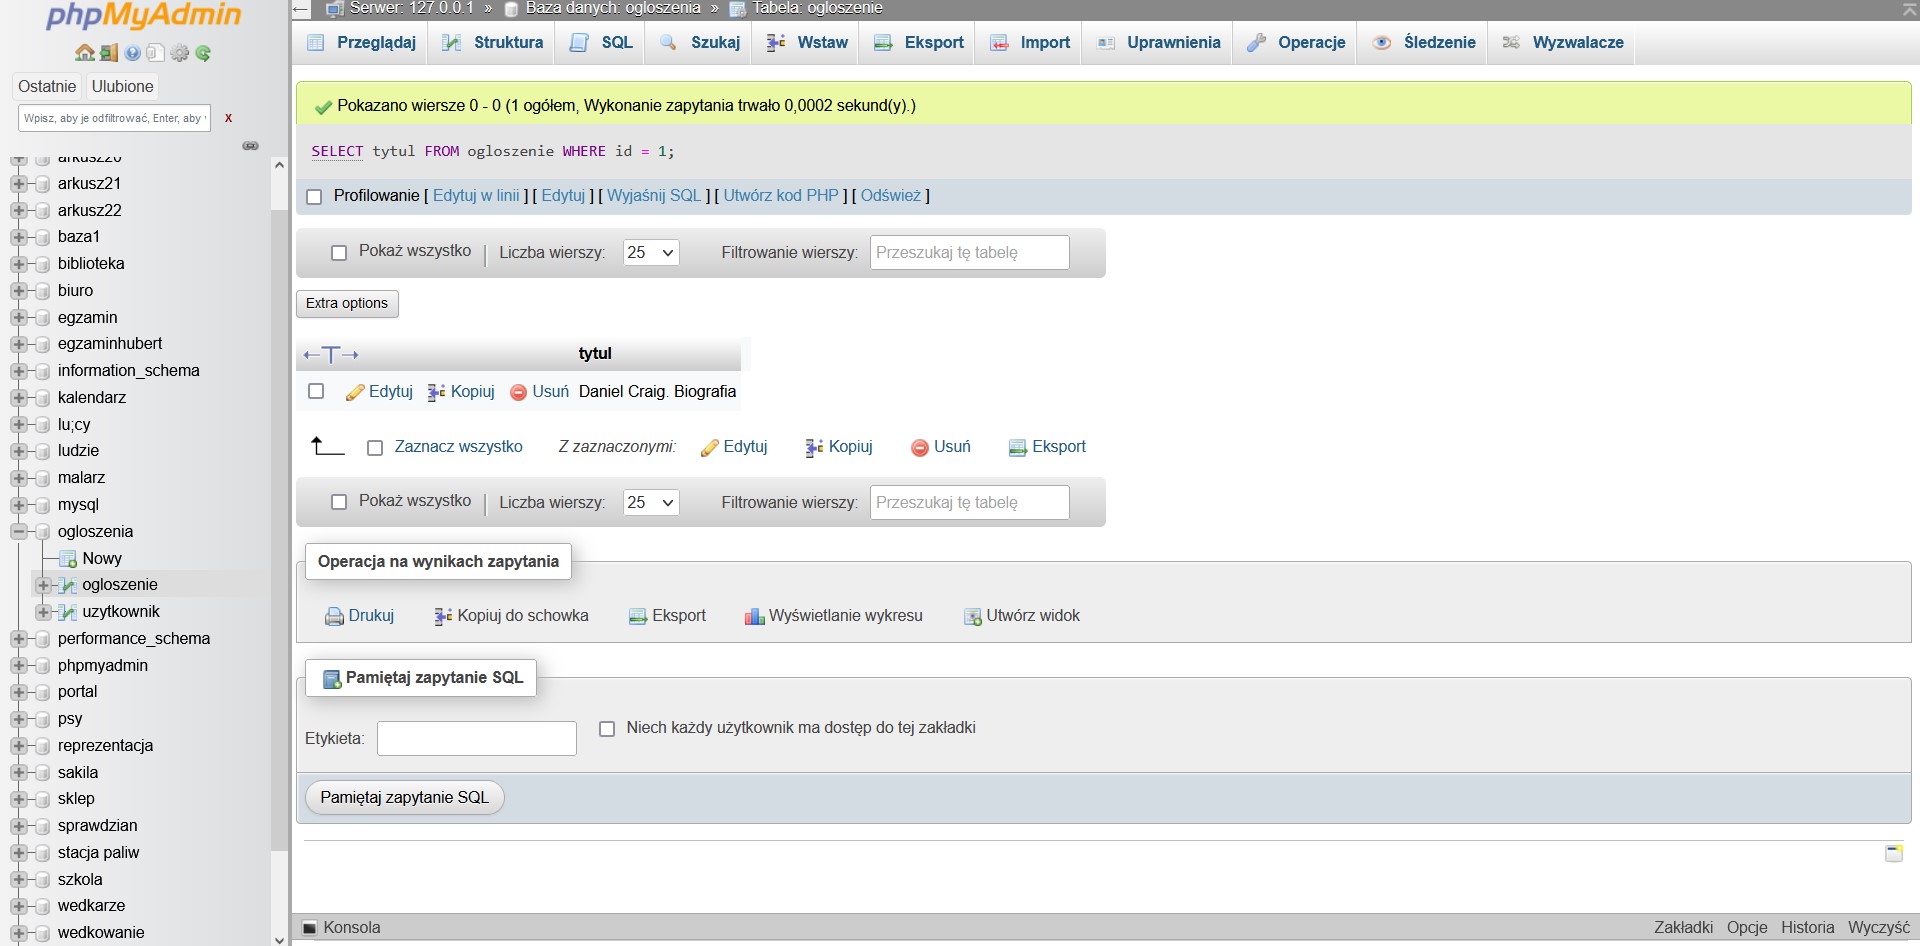 phpMyAdmin
Ostatnie Ulubione
Wpisz, aby je odfiltrować, Enter, aby
x
arkusz20
arkusz21
arkusz22
baza1
biblioteka
biuro
egzamin
egzaminhubert
information_schema
kalendarz
lu;cy
ludzie
malarz
mysql
ogloszenia
Nowy
ogloszenie
uzytkownik
performance_schema
phpmyadmin
portal
psy
reprezentacja
sakila
sklep
sprawdzian
stacja paliw
szkola
wedkarze
wedkowanie
Serwer: 127.0.0.1 » Baza danych: ogloszenia » Tabela: ogloszenie
Przeglądaj Struktura SQL Szukaj Wstaw Eksport Import Uprawnienia Operacje Śledzenie Wyzwalacze
Pokazano wiersze 0 - 0 (1 ogółem, Wykonanie zapytania trwało 0,0002 sekund(y).)
SELECT tytul FROM ogloszenie WHERE id = 1;
Profilowanie [ Edytuj w linii ] [ Edytuj ] [ Wyjaśnij SQL ] [ Utwórz kod PHP ] [ Odśwież ]
Pokaż wszystko | Liczba wierszy: 25 Filtrowanie wierszy: Przeszukaj tę tabelę
Extra options
←T→ tytul
Edytuj Kopiuj Usuń Daniel Craig. Biografia
Zaznacz wszystko Z zaznaczonymi: Edytuj Kopiuj Usuń Eksport
Pokaż wszystko | Liczba wierszy: 25 Filtrowanie wierszy: Przeszukaj tę tabelę
Operacja na wynikach zapytania
Drukuj Kopiuj do schowka Eksport Wyświetlanie wykresu Utwórz widok
Pamiętaj zapytanie SQL
Etykieta: Niech każdy użytkownik ma dostęp do tej zakładki
Pamiętaj zapytanie SQL
Konsola Zakładki Opcje Historia Wyczyść